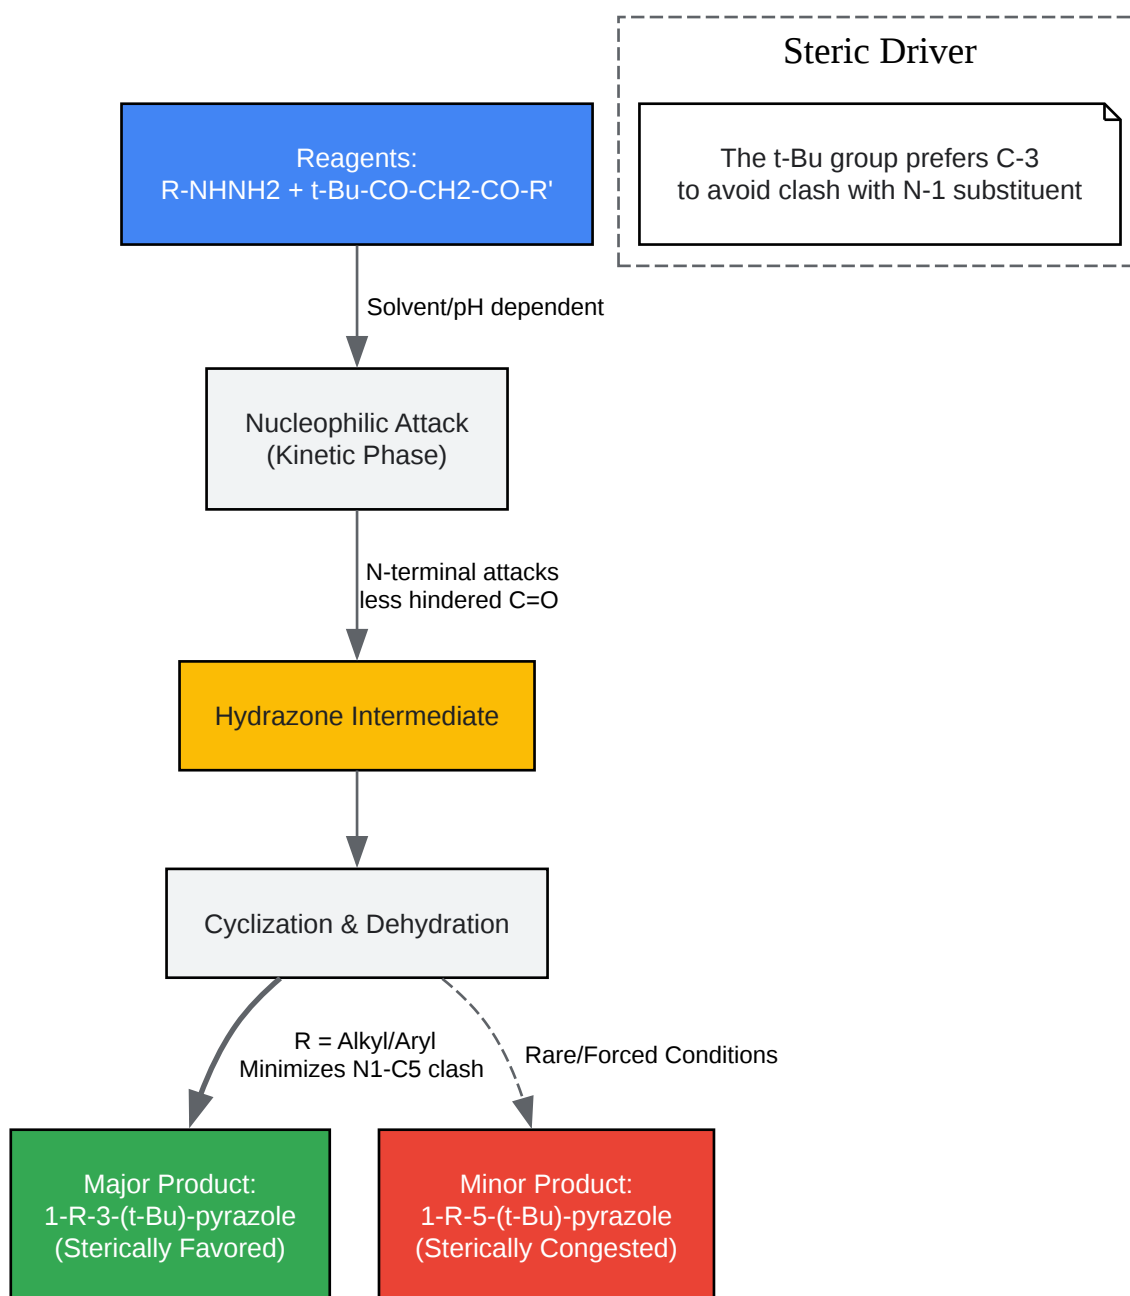 Steric Driver
Reagents:
R-NHNH2 + t-Bu-CO-CH2-CO-R'
The t-Bu group prefers C-3
to avoid clash with N-1 substituent
Solvent/pH dependent
Nucleophilic Attack
(Kinetic Phase)
N-terminal attacks
less hindered C=O
Hydrazone Intermediate
Cyclization & Dehydration
R = Alkyl/Aryl
Minimizes N1-C5 clash
Rare/Forced Conditions
Major Product:
1-R-3-(t-Bu)-pyrazole
(Sterically Favored)
Minor Product:
1-R-5-(t-Bu)-pyrazole
(Sterically Congested)